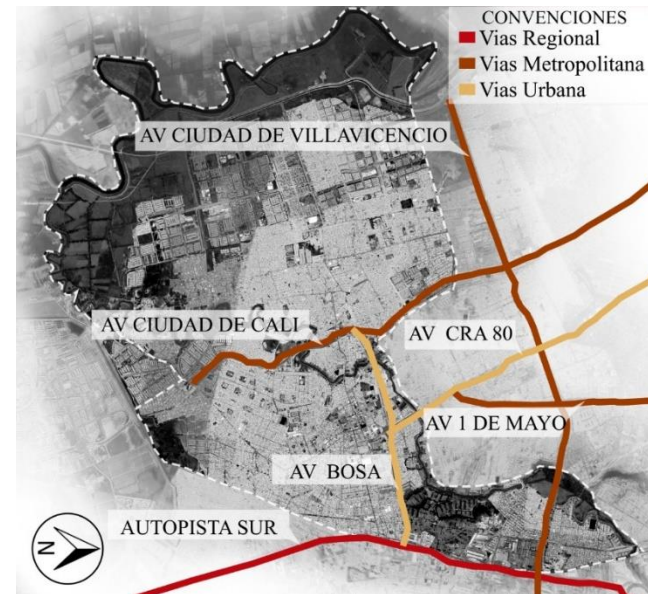 CONVENCIONES
Vias Regional
Vias Metropolitana
Vias Urbana
AV CIUDAD DE VILLAVICENCIO
AV CIUDAD DE CALI
AV CRA 80
AV 1 DE MAYO
AV BOSA
AUTOPISTA SUR
N